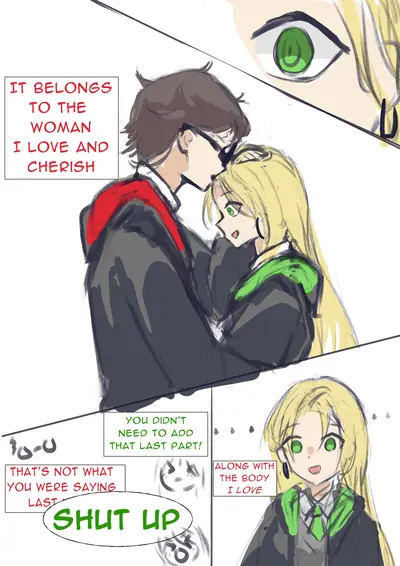 IT BELONGS
TO THE
WOMAN
I LOVE AND
CHERISH
ALONG WITH
THE BODY
I LOVE
YOU DIDN'T
NEED TO ADD
THAT LAST PART!
THAT'S NOT WHAT
YOU WERE SAYING
LAST
SHUT UP